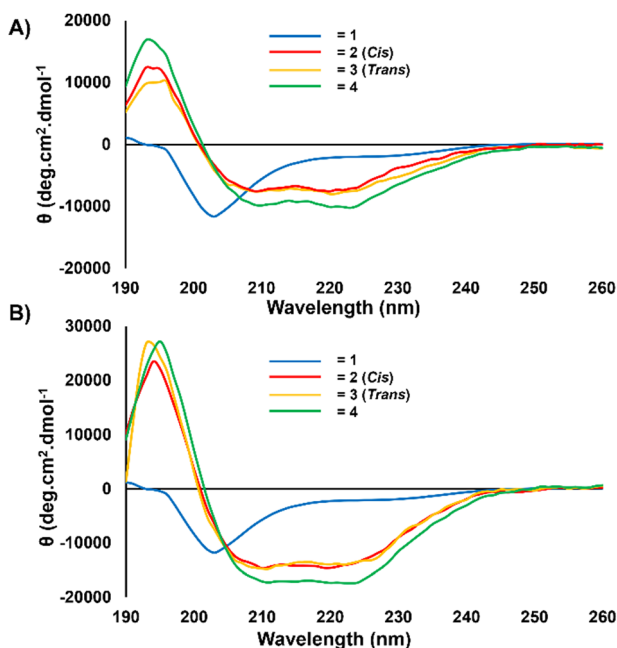 A)
20000
10000
0
-10000
-20000
θ (deg.cm².dmol⁻¹)
= 1
= 2 (Cis)
= 3 (Trans)
= 4
190 200 210 220 230 240 250 260
Wavelength (nm)
B)
30000
20000
10000
0
-10000
-20000
θ (deg.cm².dmol⁻¹)
= 1
= 2 (Cis)
= 3 (Trans)
= 4
190 200 210 220 230 240 250 260
Wavelength (nm)